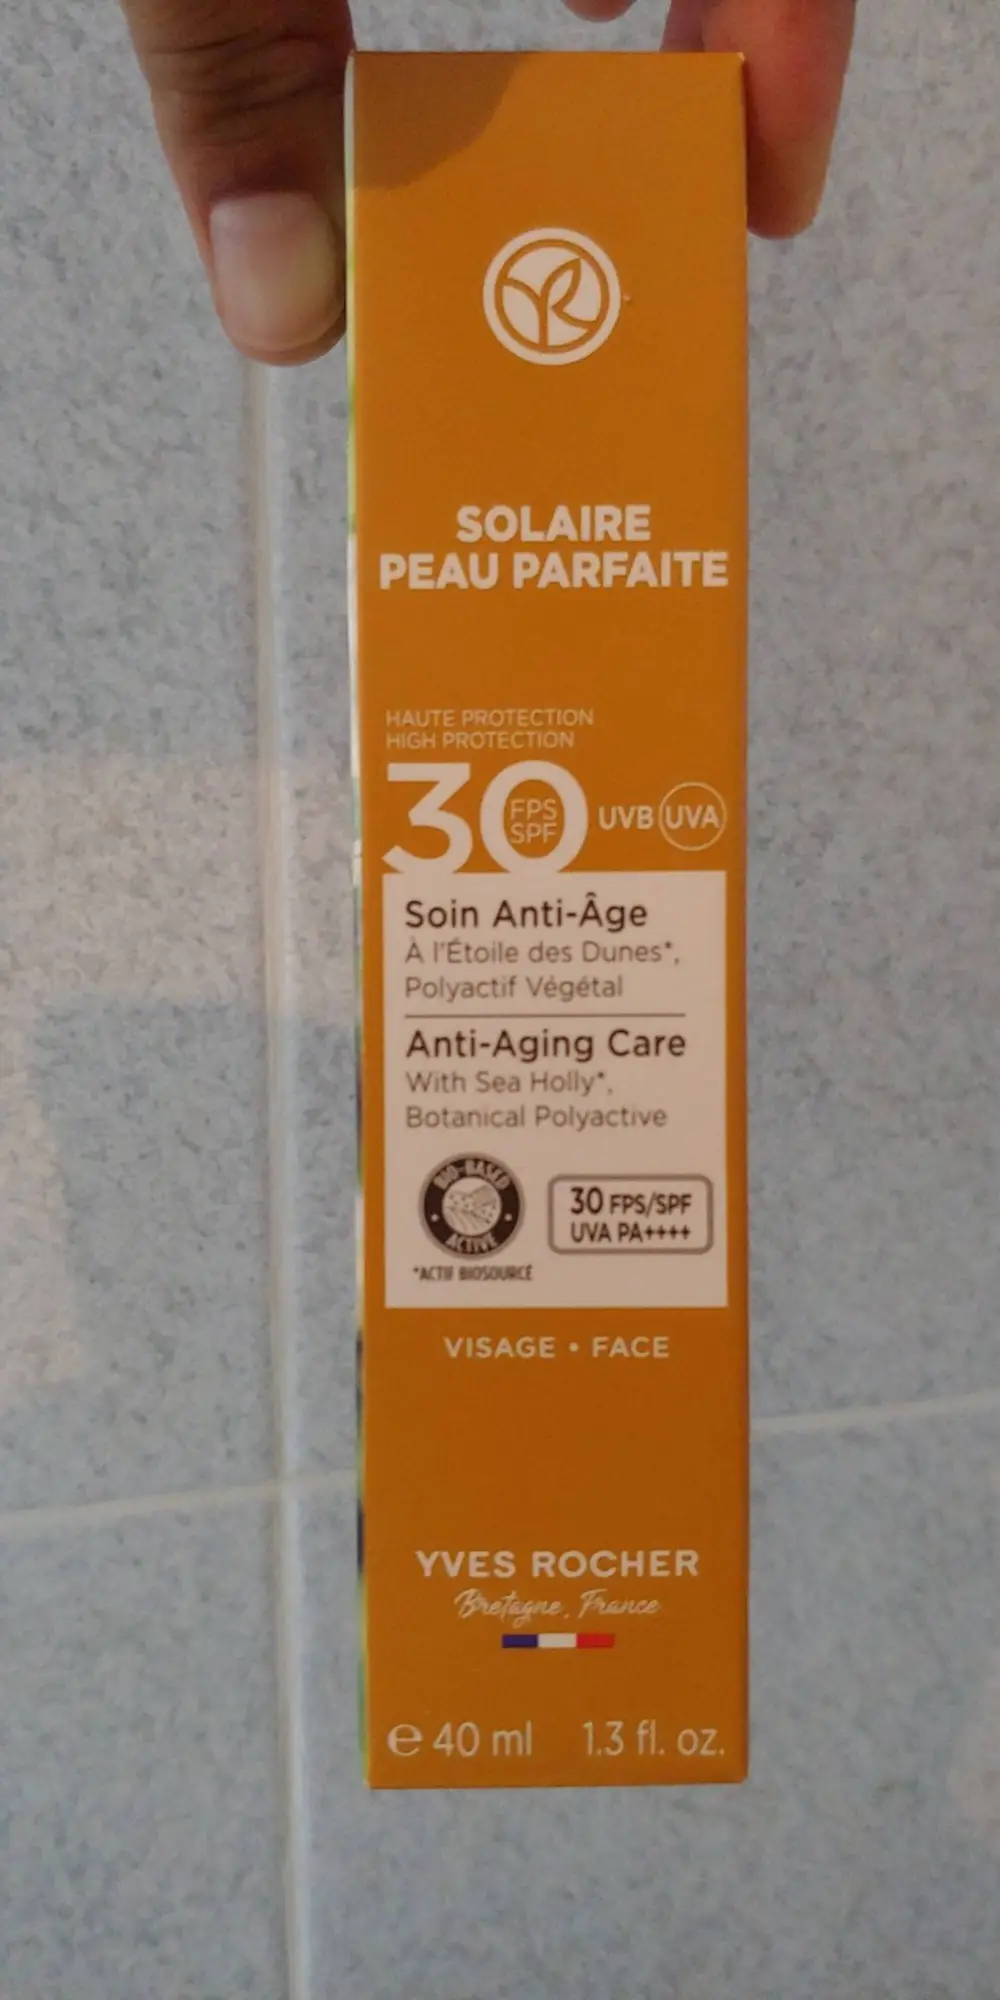 SOLAIRE
PEAU PARFAITE
HAUTE PROTECTION
HIGH PROTECTION
30 FPS SPF UVB UVA
Soin Anti-Âge
À l'Étoile des Dunes*,
Polyactif Végétal
Anti-Aging Care
With Sea Holly*,
Botanical Polyactive
BIO-BASED
ACTIVE
30 FPS/SPF
UVA PA++++
*ACTIF BIOSOURCÉ
VISAGE • FACE
YVES ROCHER
Bretagne, France
e 40 ml 1.3 fl. oz.